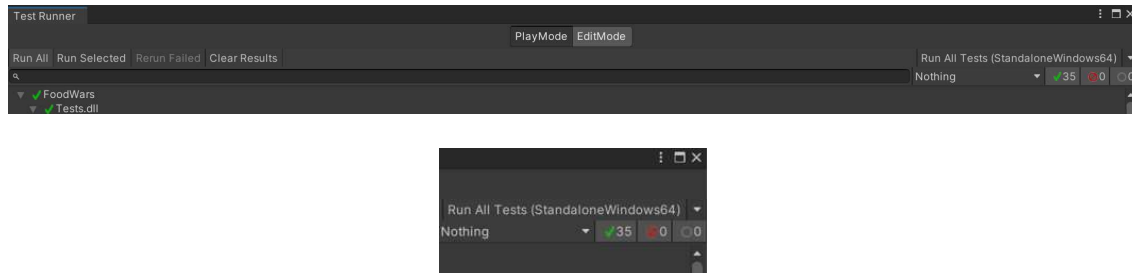 Test Runner
PlayMode EditMode
Run All Run Selected Rerun Failed Clear Results Run All Tests (StandaloneWindows64)
Nothing 35 0 0
FoodWars
Tests.dll
Run All Tests (StandaloneWindows64)
Nothing 35 0 0